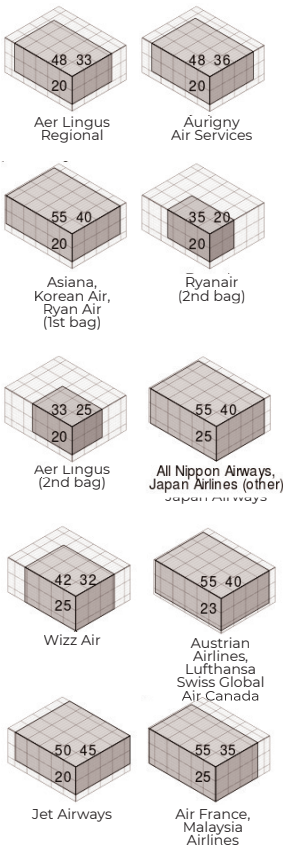 48 33
20
Aer Lingus
Regional
48 36
20
Aurigny
Air Services
55 40
20
Asiana,
Korean Air,
Ryan Air
(1st bag)
35 20
20
Ryanair
(2nd bag)
33 25
20
Aer Lingus
(2nd bag)
55 40
25
All Nippon Airways,
Japan Airlines (other)
Japan Airways
42 32
25
Wizz Air
55 40
23
Austrian
Airlines,
Lufthansa
Swiss Global
Air Canada
50 45
20
Jet Airways
55 35
25
Air France,
Malaysia
Airlines